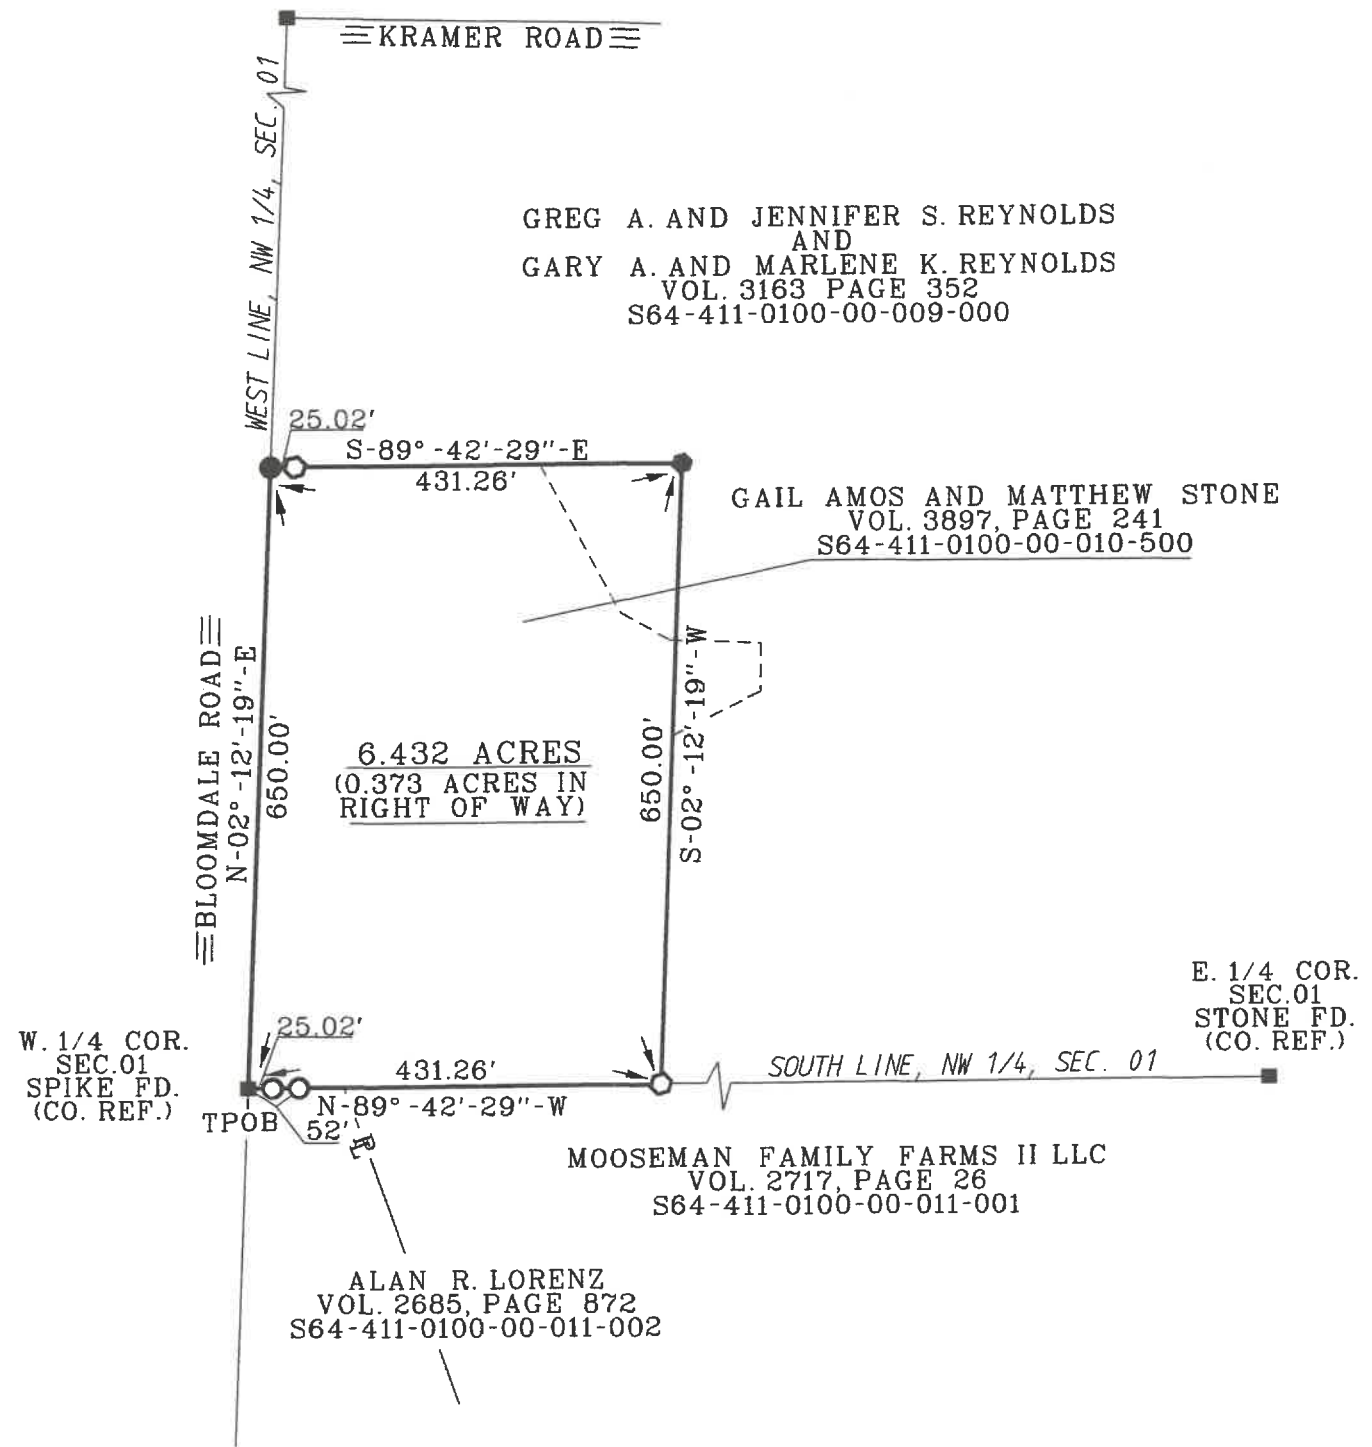 KRAMER ROAD
WEST LINE, NW 1/4, SEC. 01
GREG A. AND JENNIFER S. REYNOLDS
AND
GARY A. AND MARLENE K. REYNOLDS
VOL. 3163 PAGE 352
S64-411-0100-00-009-000
25.02'
S-89°-42'-29"-E
431.26'
GAIL AMOS AND MATTHEW STONE
VOL. 3897, PAGE 241
S64-411-0100-00-010-500
BLOOMDALE ROAD
N-02°-12'-19"-E
650.00'
6.432 ACRES
(0.373 ACRES IN
RIGHT OF WAY)
650.00'
S-02°-12'-19"-W
E. 1/4 COR.
SEC.01
STONE FD.
(CO. REF.)
W. 1/4 COR.
SEC.01
SPIKE FD.
(CO. REF.)
25.02'
431.26'
SOUTH LINE, NW 1/4, SEC. 01
N-89°-42'-29"-W
TPOB
52'
MOOSEMAN FAMILY FARMS II LLC
VOL. 2717, PAGE 26
S64-411-0100-00-011-001
ALAN R. LORENZ
VOL. 2685, PAGE 872
S64-411-0100-00-011-002